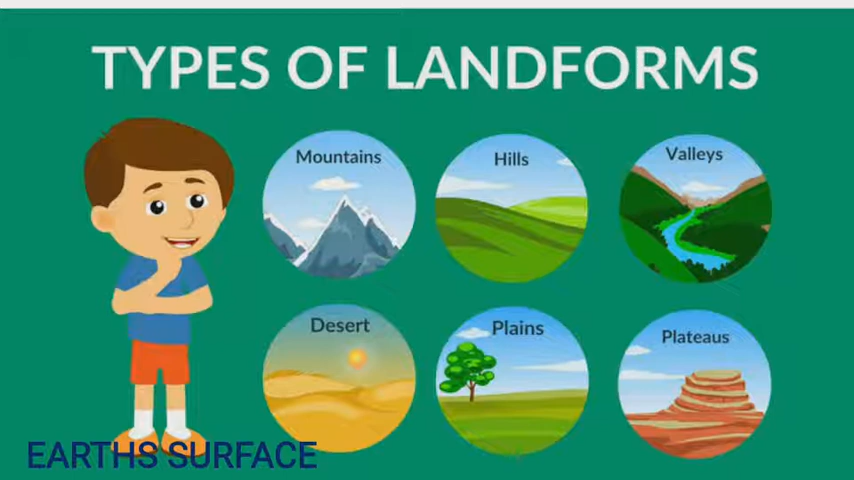 TYPES OF LANDFORMS
Mountains
Hills
Valleys
Desert
Plains
Plateaus
EARTHS SURFACE